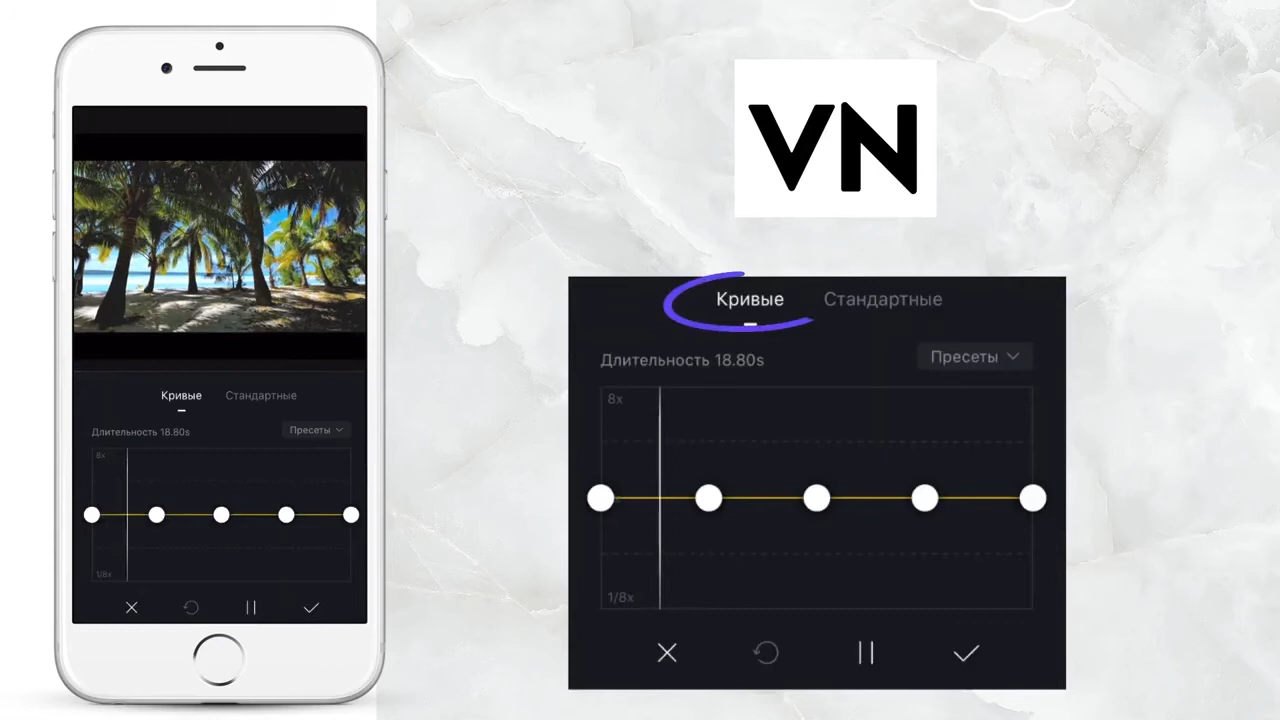 Кривые Стандартные
Длительность 18.80s Пресеты
8x
1/8x
VN
Кривые Стандартные
Длительность 18.80s Пресеты
8x
1/8x